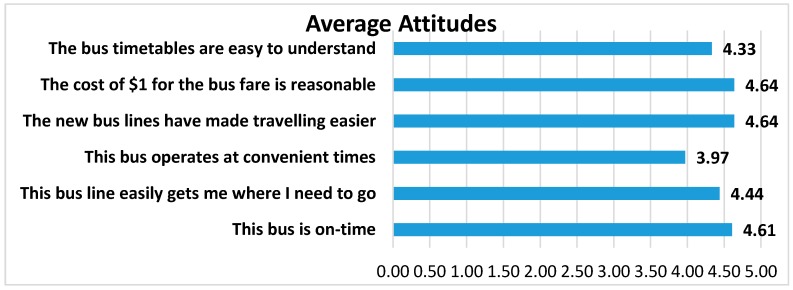 Average Attitudes
The bus timetables are easy to understand 4.33
The cost of $1 for the bus fare is reasonable 4.64
The new bus lines have made travelling easier 4.64
This bus operates at convenient times 3.97
This bus line easily gets me where I need to go 4.44
This bus is on-time 4.61
0.00 0.50 1.00 1.50 2.00 2.50 3.00 3.50 4.00 4.50 5.00